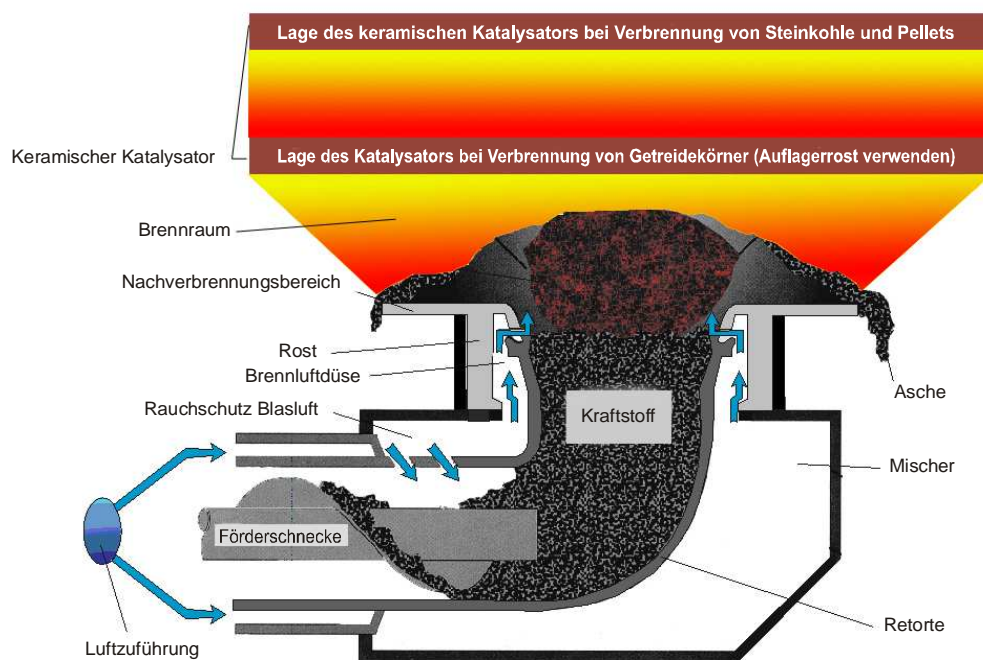 Lage des keramischen Katalysators bei Verbrennung von Steinkohle und Pellets
Keramischer Katalysator
Lage des Katalysators bei Verbrennung von Getreidekörner (Auflagerrost verwenden)
Brennraum
Nachverbrennungsbereich
Rost
Brennluftdüse
Asche
Rauchschutz Blasluft
Kraftstoff
Mischer
Förderschnecke
Retorte
Luftzuführung